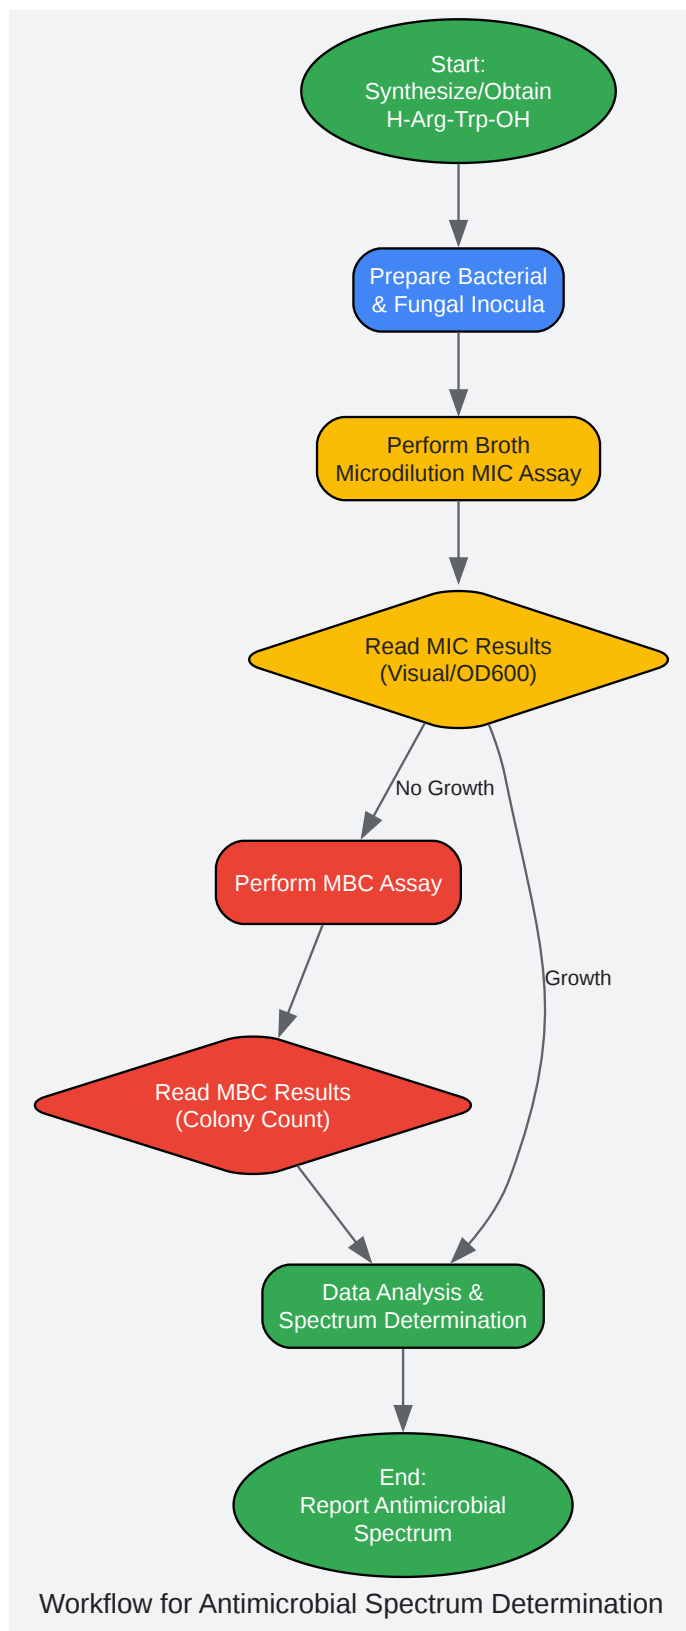 Start:
Synthesize/Obtain
H-Arg-Trp-OH
Prepare Bacterial
& Fungal Inocula
Perform Broth
Microdilution MIC Assay
Read MIC Results
(Visual/OD600)
No Growth
Perform MBC Assay
Growth
Read MBC Results
(Colony Count)
Data Analysis &
Spectrum Determination
End:
Report Antimicrobial
Spectrum
Workflow for Antimicrobial Spectrum Determination